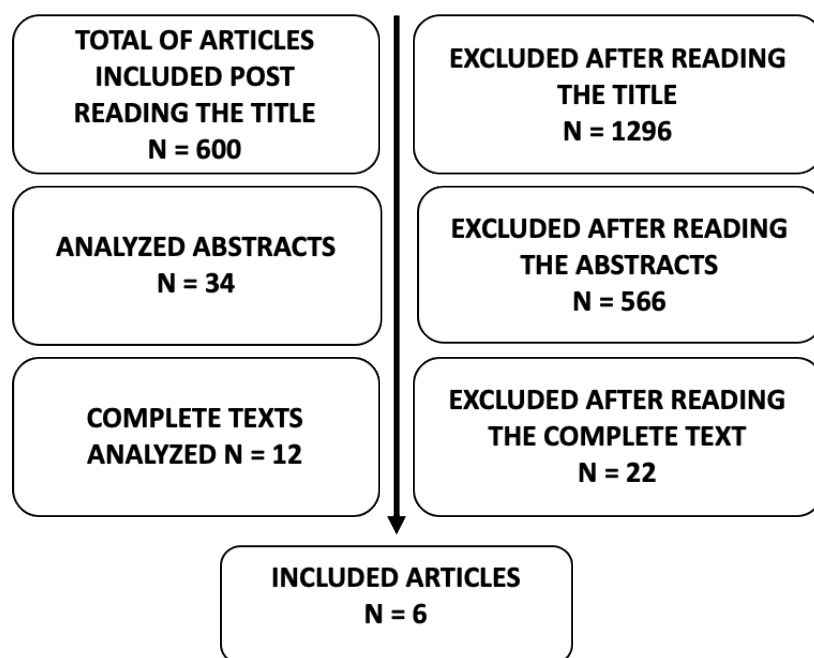 TOTAL OF ARTICLES
INCLUDED POST
READING THE TITLE
N = 600
EXCLUDED AFTER READING
THE TITLE
N = 1296
ANALYZED ABSTRACTS
N = 34
EXCLUDED AFTER READING
THE ABSTRACTS
N = 566
COMPLETE TEXTS
ANALYZED N = 12
EXCLUDED AFTER READING
THE COMPLETE TEXT
N = 22
INCLUDED ARTICLES
N = 6